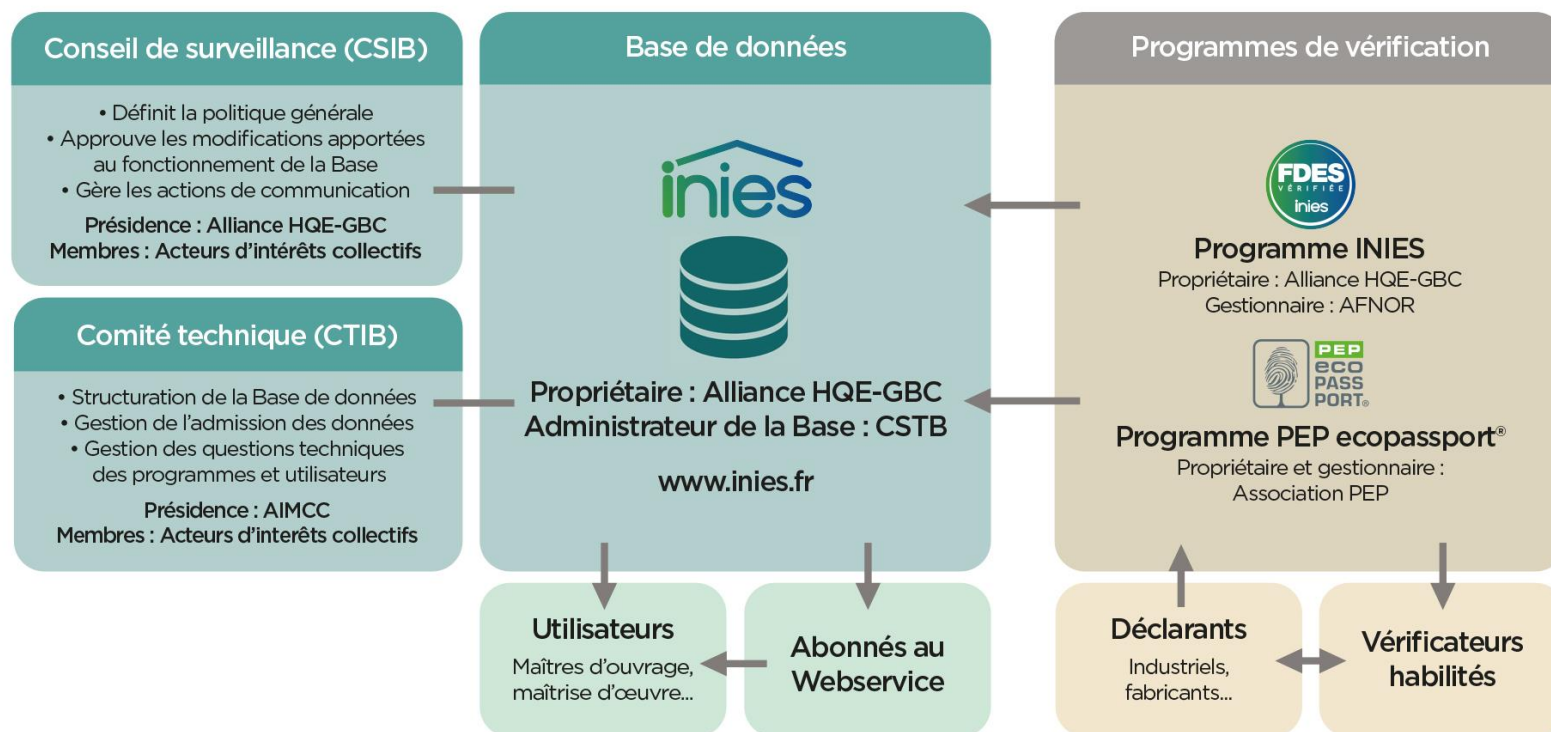 Conseil de surveillance (CSIB)
• Définit la politique générale
• Approuve les modifications apportées
au fonctionnement de la Base
• Gère les actions de communication
Présidence : Alliance HQE-GBC
Membres : Acteurs d’intérêts collectifs
Comité technique (CTIB)
• Structuration de la Base de données
• Gestion de l’admission des données
• Gestion des questions techniques
des programmes et utilisateurs
Présidence : AIMCC
Membres : Acteurs d’interêts collectifs
Base de données
inies
Propriétaire : Alliance HQE-GBC
Administrateur de la Base : CSTB
www.inies.fr
Utilisateurs
Maîtres d’ouvrage,
maîtrise d’œuvre...
Abonnés au
Webservice
Programmes de vérification
FDES
VÉRIFIÉE
inies
Programme INIES
Propriétaire : Alliance HQE-GBC
Gestionnaire : AFNOR
PEP
eco
PASS
PORT®
Programme PEP ecopassport®
Propriétaire et gestionnaire :
Association PEP
Déclarants
Industriels,
fabricants...
Vérificateurs
habilités